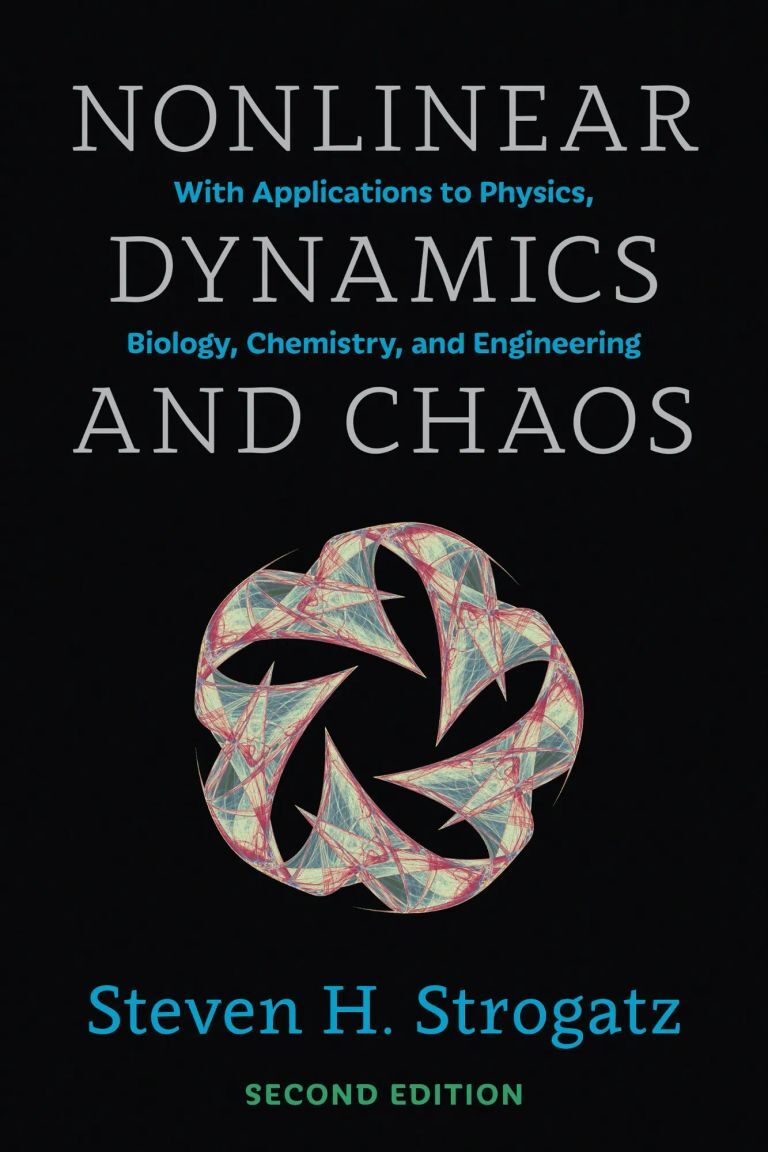 NONLINEAR
With Applications to Physics,
DYNAMICS
Biology, Chemistry, and Engineering
AND CHAOS
Steven H. Strogatz
SECOND EDITION